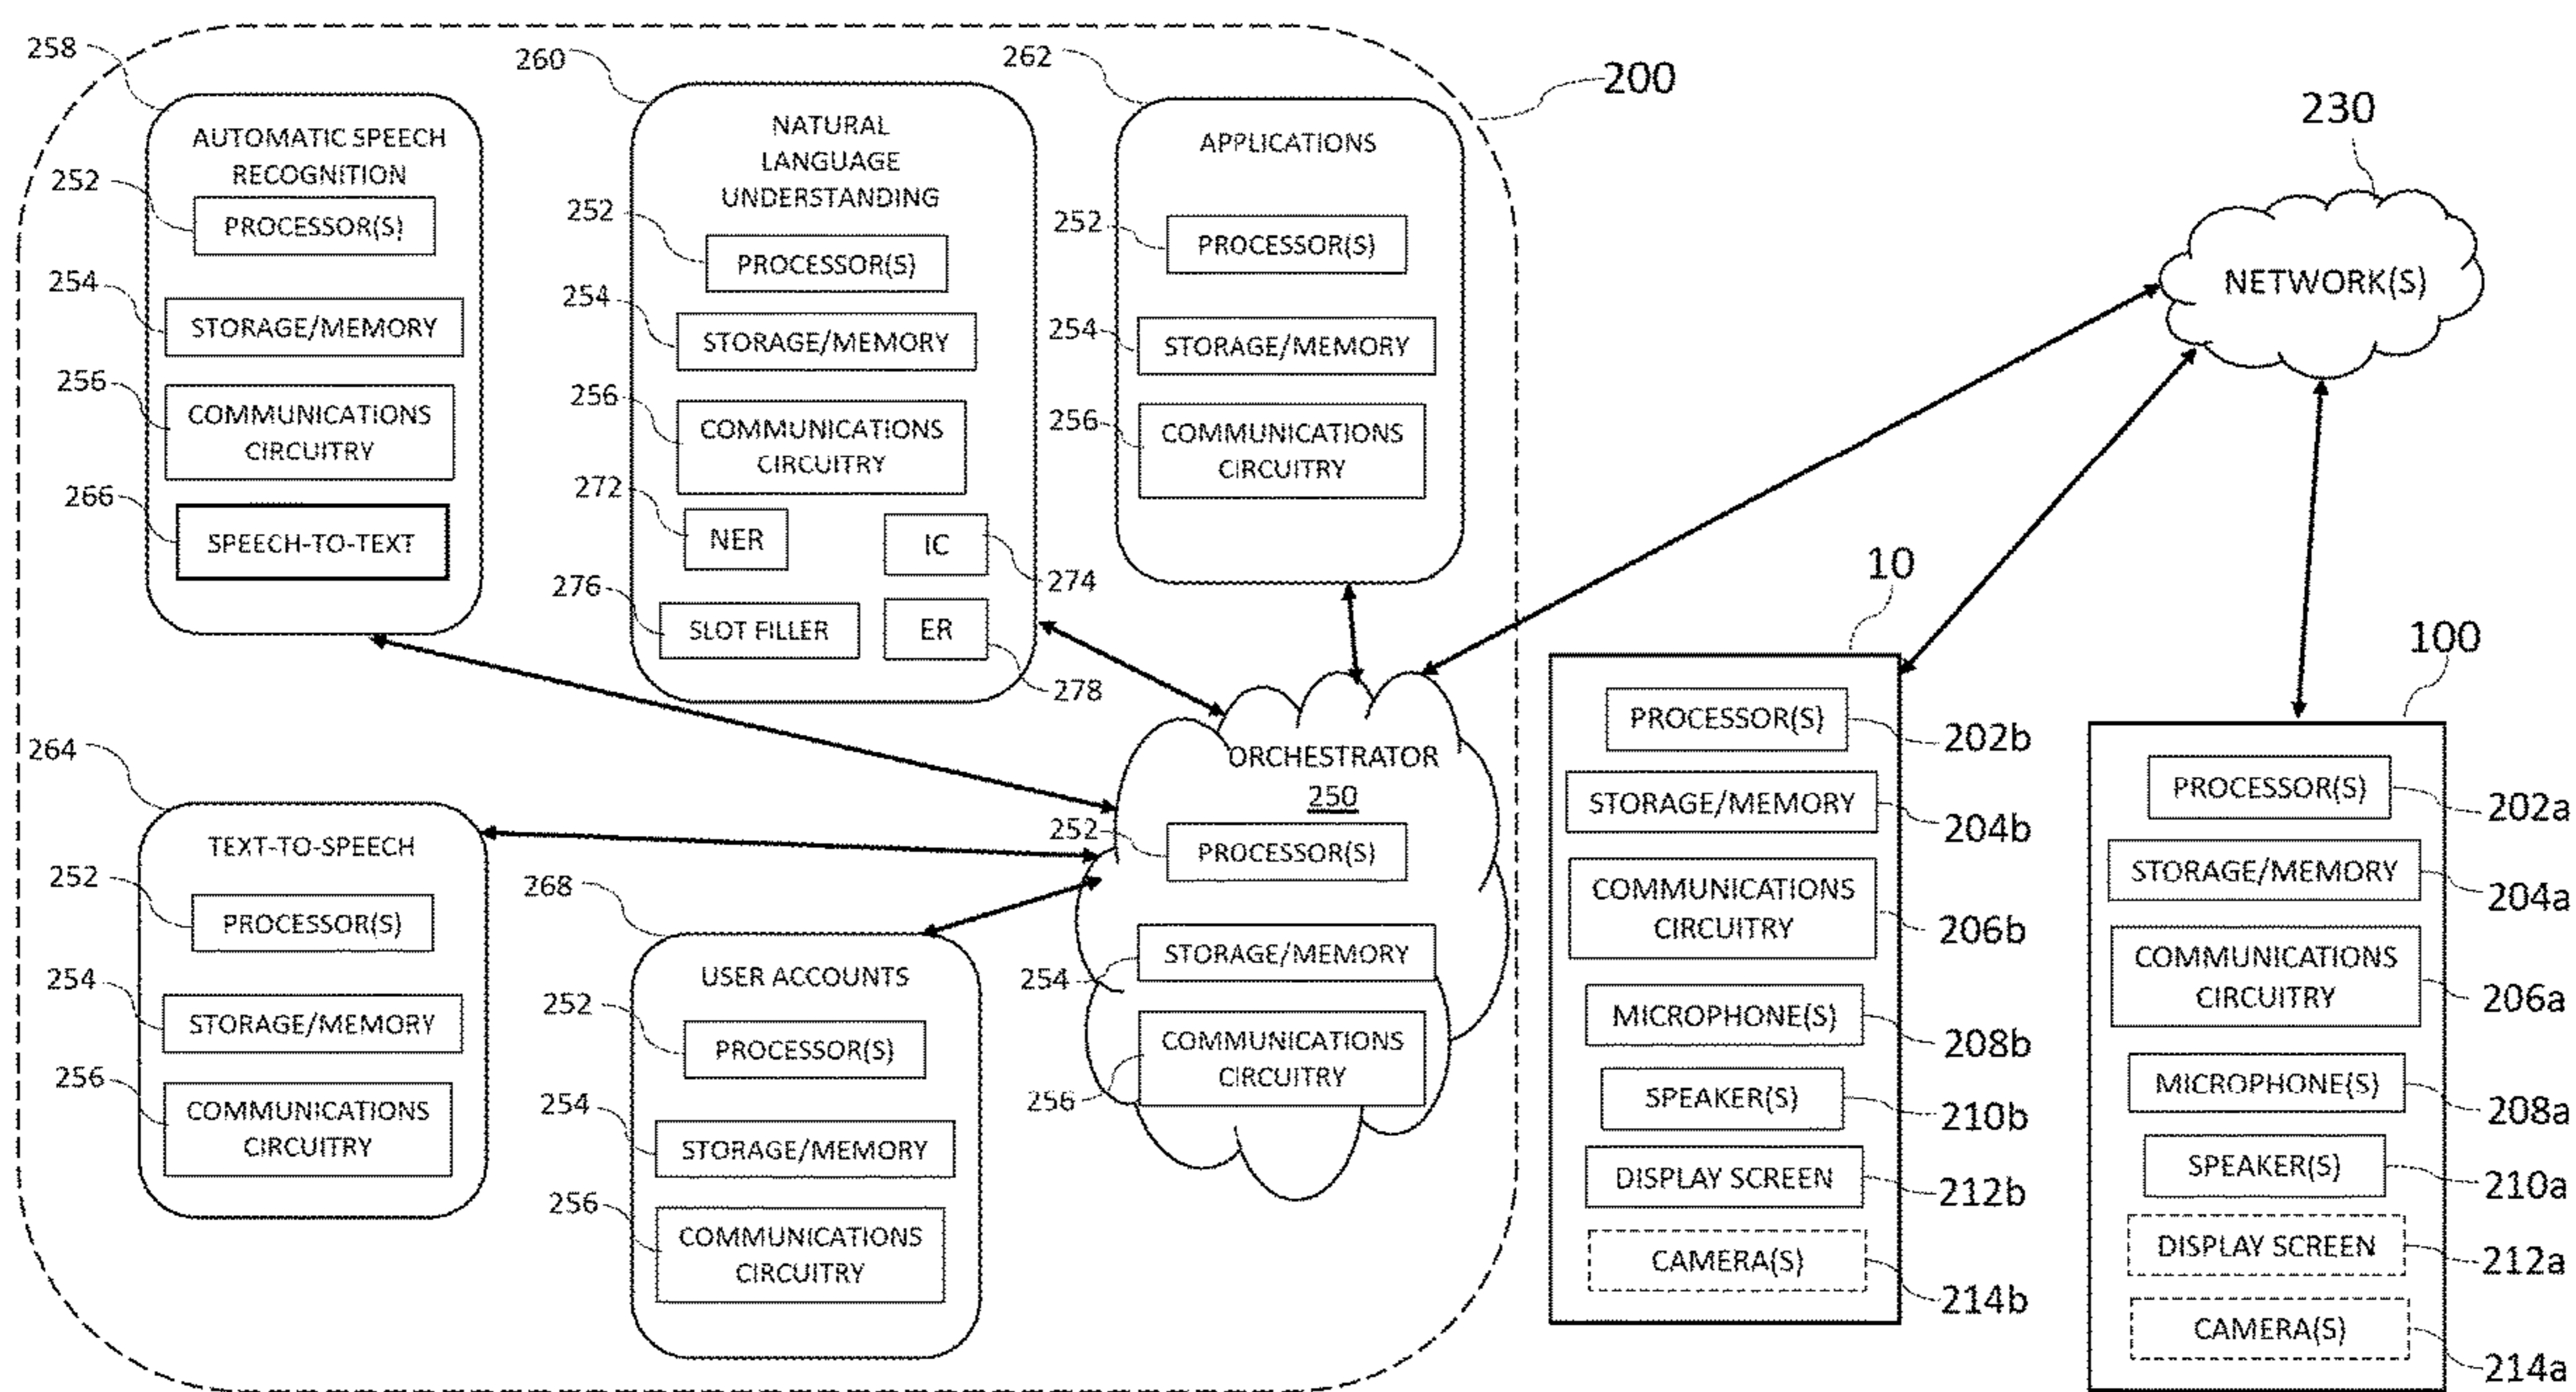 258
AUTOMATIC SPEECH
RECOGNITION
252
PROCESSOR(S)
254
STORAGE/MEMORY
256
COMMUNICATIONS
CIRCUITRY
266
SPEECH-TO-TEXT
260
NATURAL
LANGUAGE
UNDERSTANDING
252
PROCESSOR(S)
254
STORAGE/MEMORY
256
COMMUNICATIONS
CIRCUITRY
272
NER
IC
274
276
SLOT FILLER
ER
278
262
APPLICATIONS
252
PROCESSOR(S)
254
STORAGE/MEMORY
256
COMMUNICATIONS
CIRCUITRY
200
230
NETWORK(S)
264
TEXT-TO-SPEECH
252
PROCESSOR(S)
254
STORAGE/MEMORY
256
COMMUNICATIONS
CIRCUITRY
268
USER ACCOUNTS
252
PROCESSOR(S)
254
STORAGE/MEMORY
256
COMMUNICATIONS
CIRCUITRY
ORCHESTRATOR
250
252
PROCESSOR(S)
254
STORAGE/MEMORY
256
COMMUNICATIONS
CIRCUITRY
10
PROCESSOR(S)
202b
STORAGE/MEMORY
204b
COMMUNICATIONS
CIRCUITRY
206b
MICROPHONE(S)
208b
SPEAKER(S)
210b
DISPLAY SCREEN
212b
CAMERA(S)
214b
100
PROCESSOR(S)
202a
STORAGE/MEMORY
204a
COMMUNICATIONS
CIRCUITRY
206a
MICROPHONE(S)
208a
SPEAKER(S)
210a
DISPLAY SCREEN
212a
CAMERA(S)
214a